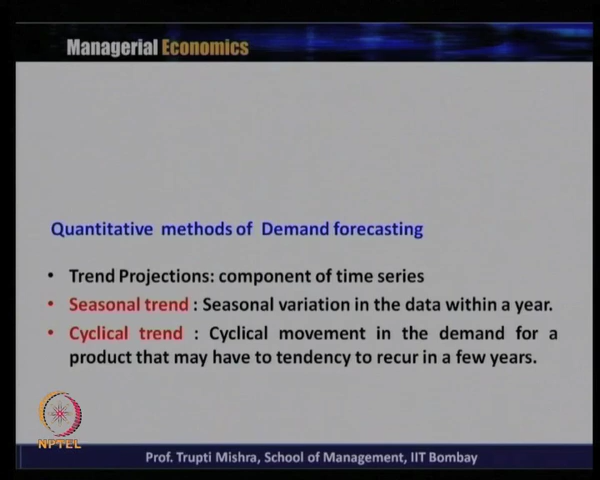 Managerial Economics
Quantitative methods of Demand forecasting
• Trend Projections: component of time series
• Seasonal trend : Seasonal variation in the data within a year.
• Cyclical trend : Cyclical movement in the demand for a
product that may have to tendency to recur in a few years.
NPTEL
Prof. Trupti Mishra, School of Management, IIT Bombay